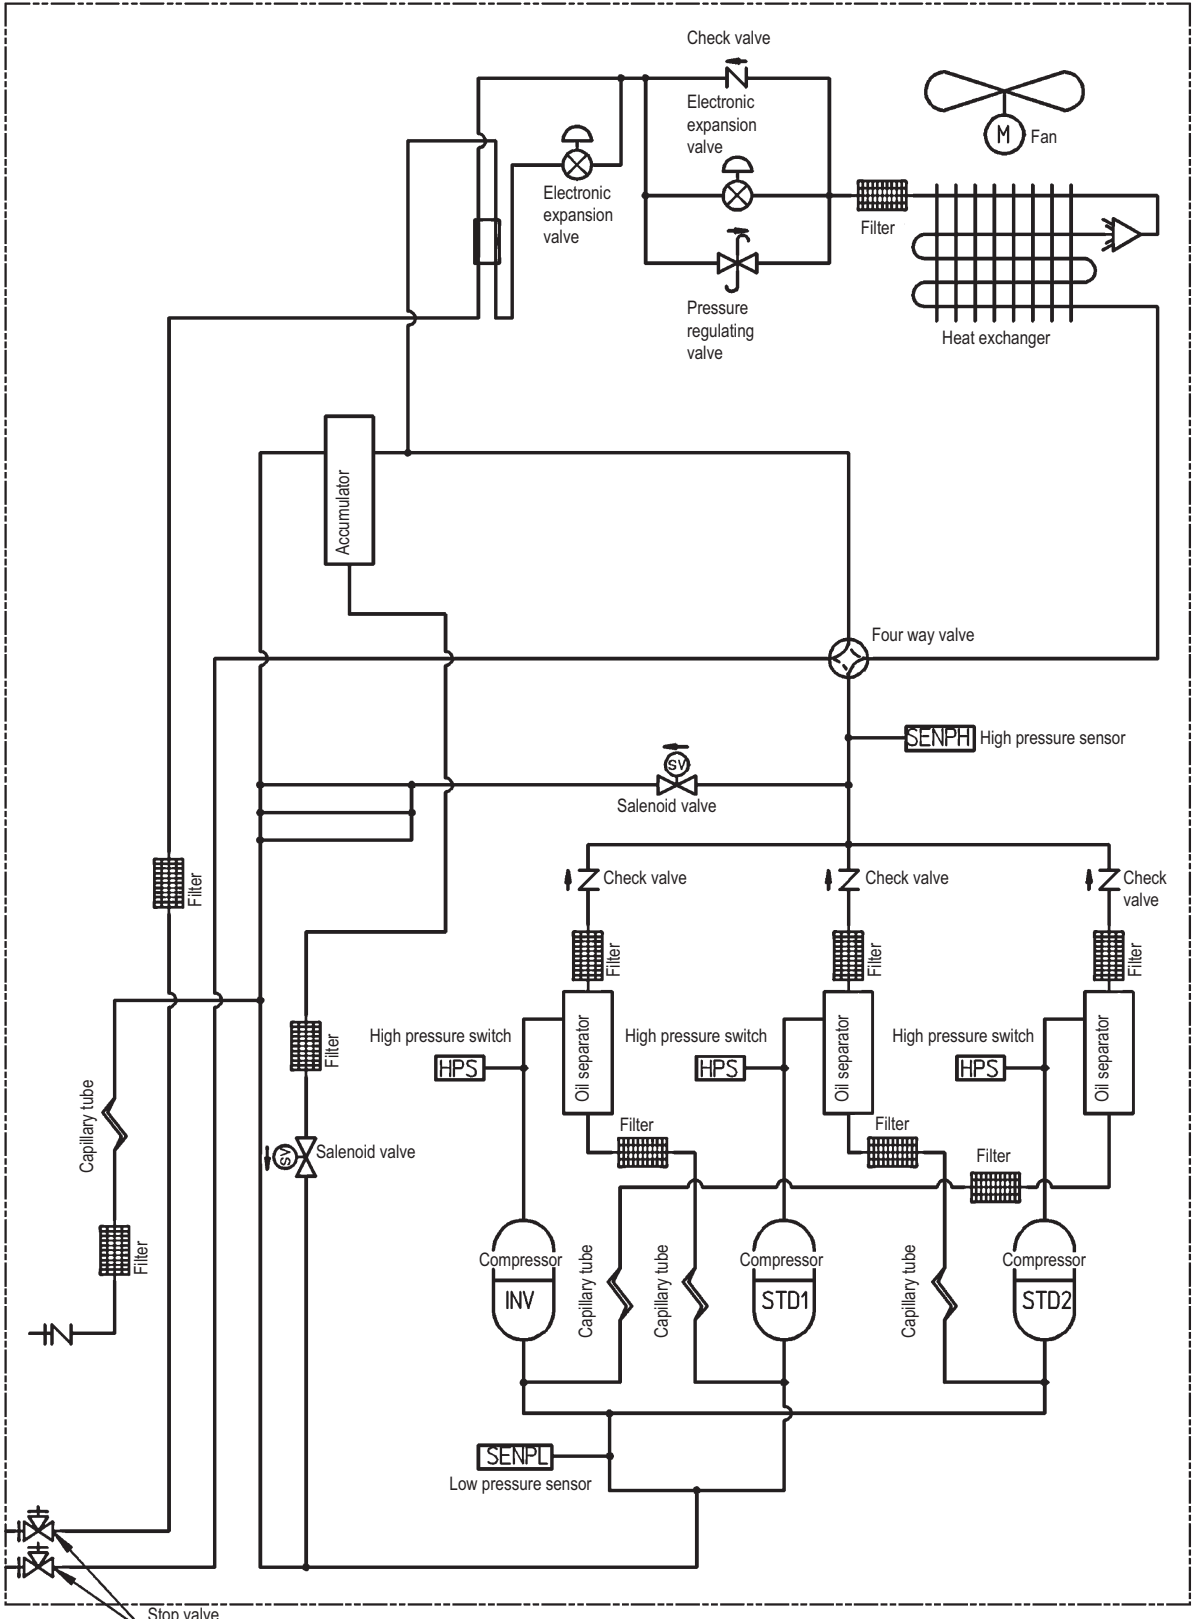 Check valve
Electronic
expansion
valve
M
Fan
Electronic
expansion
valve
Filter
Pressure
regulating
valve
Heat exchanger
Accumulator
Four way valve
SENPH
High pressure sensor
SV
Salenoid valve
Check valve
Check valve
Check
valve
Filter
Filter
Filter
Filter
High pressure switch
HPS
Oil separator
High pressure switch
HPS
Oil separator
High pressure switch
HPS
Oil separator
Filter
Capillary tube
SV
Salenoid valve
Filter
Filter
Filter
Filter
Compressor
INV
Capillary tube
Capillary tube
Compressor
STD1
Capillary tube
Compressor
STD2
SENPL
Low pressure sensor
Stop valve